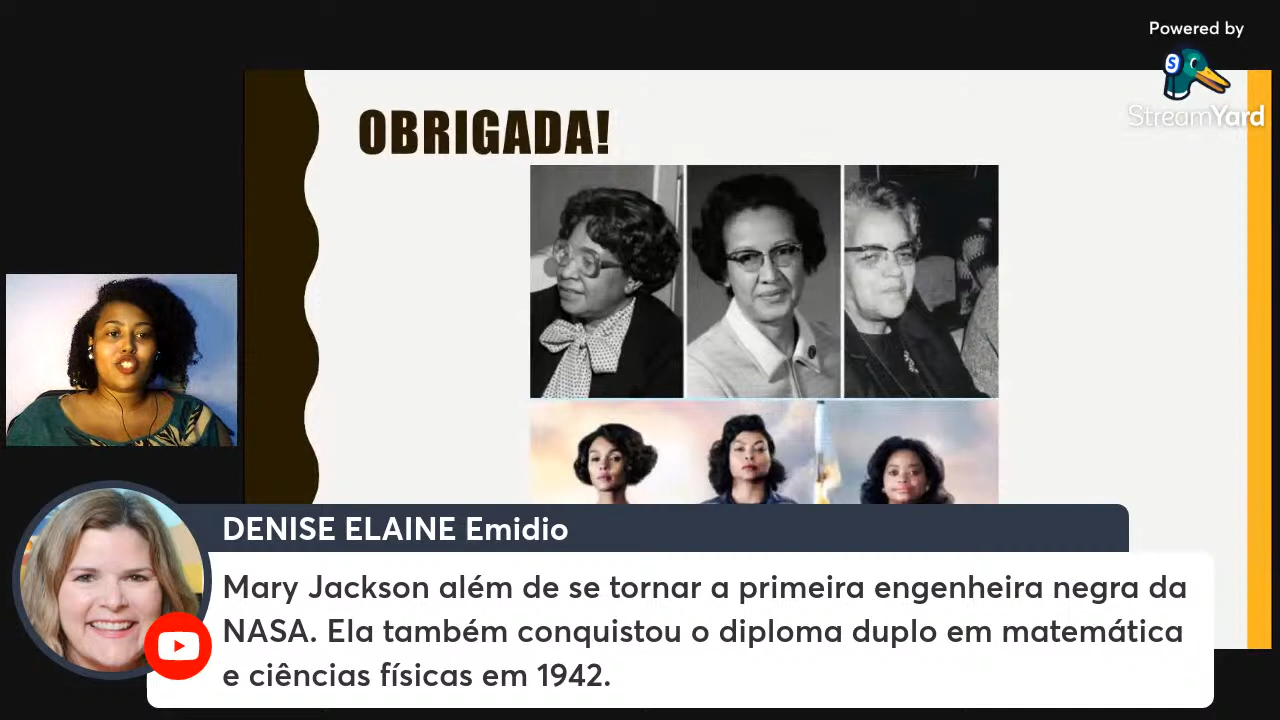 Powered by
StreamYard
OBRIGADA!
DENISE ELAINE Emidio
Mary Jackson além de se tornar a primeira engenheira negra da
NASA. Ela também conquistou o diploma duplo em matemática
e ciências físicas em 1942.